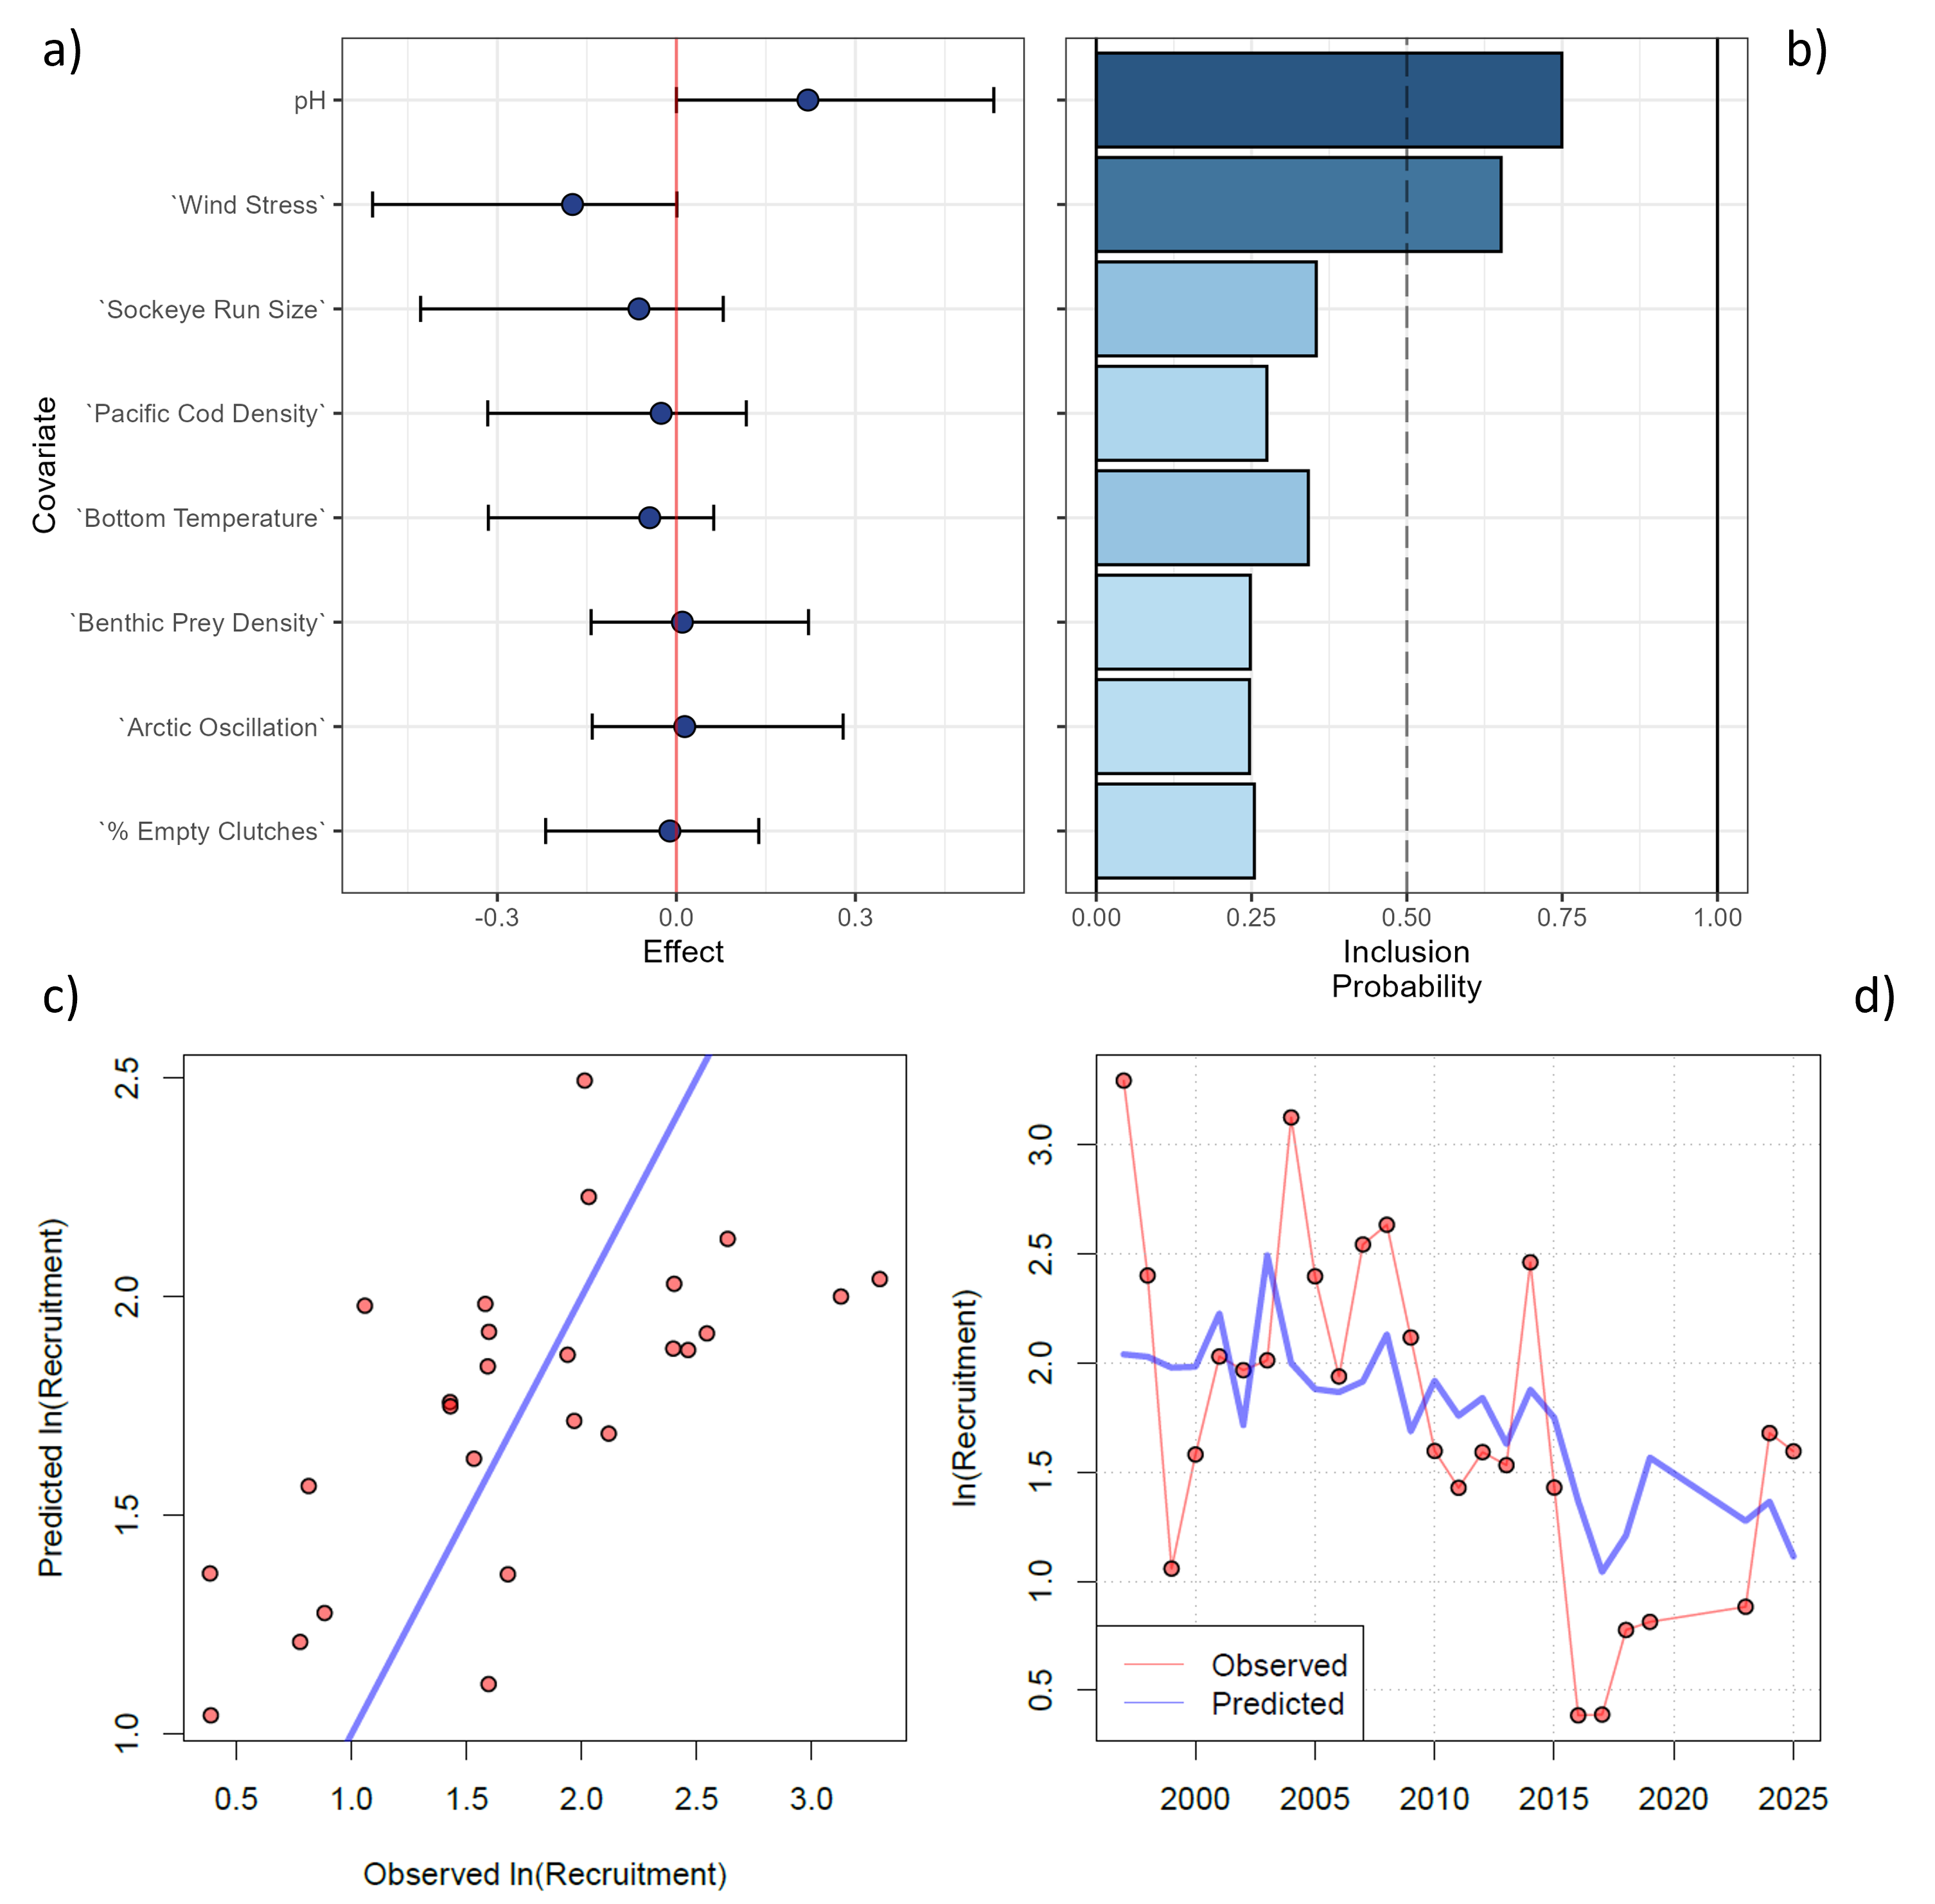 a)
b)
pH
`Wind Stress`
`Sockeye Run Size`
`Pacific Cod Density`
`Bottom Temperature`
`Benthic Prey Density`
`Arctic Oscillation`
`% Empty Clutches`
Covariate
-0.3 0.0 0.3
Effect
0.00 0.25 0.50 0.75 1.00
Inclusion
Probability
c)
d)
2.5
2.0
1.5
1.0
Predicted ln(Recruitment)
0.5 1.0 1.5 2.0 2.5 3.0
Observed ln(Recruitment)
3.0
2.5
2.0
1.5
1.0
0.5
ln(Recruitment)
Observed
Predicted
2000 2005 2010 2015 2020 2025